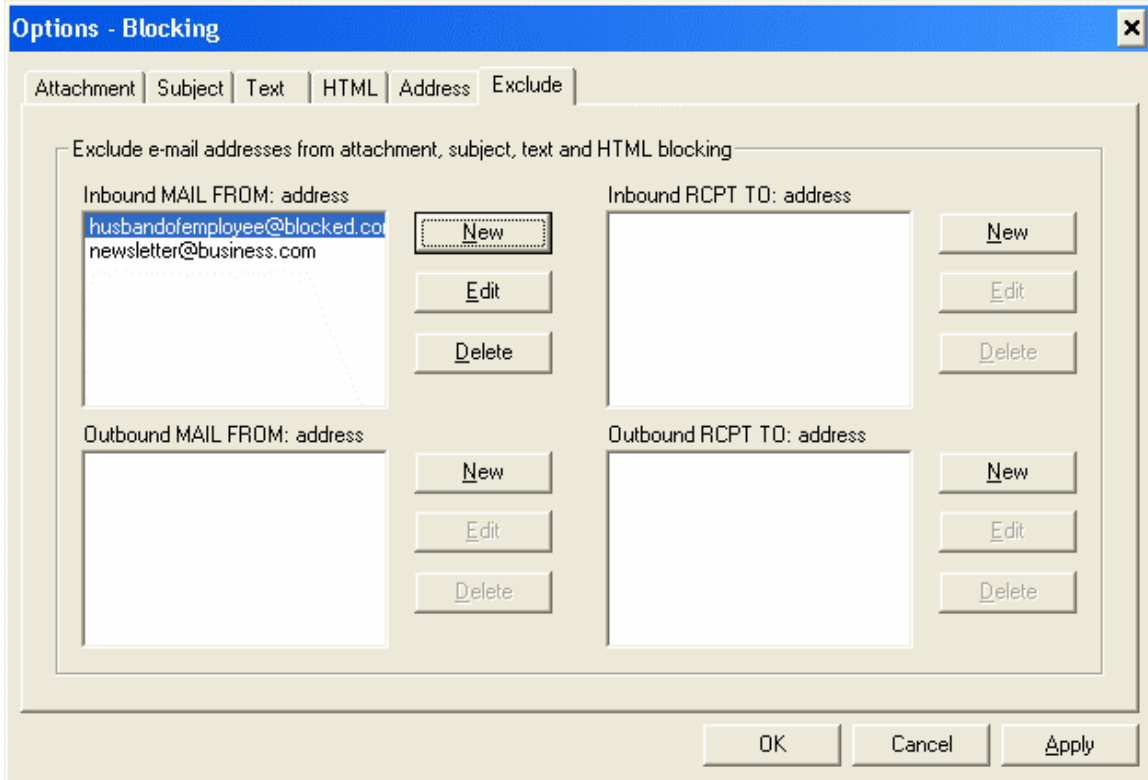 Options - Blocking
Attachment Subject Text HTML Address Exclude
Exclude e-mail addresses from attachment, subject, text and HTML blocking
Inbound MAIL FROM: address
husbandofemployee@blocked.co
newsletter@business.com
New
Edit
Delete
Inbound RCPT TO: address
New
Edit
Delete
Outbound MAIL FROM: address
New
Edit
Delete
Outbound RCPT TO: address
New
Edit
Delete
OK Cancel Apply